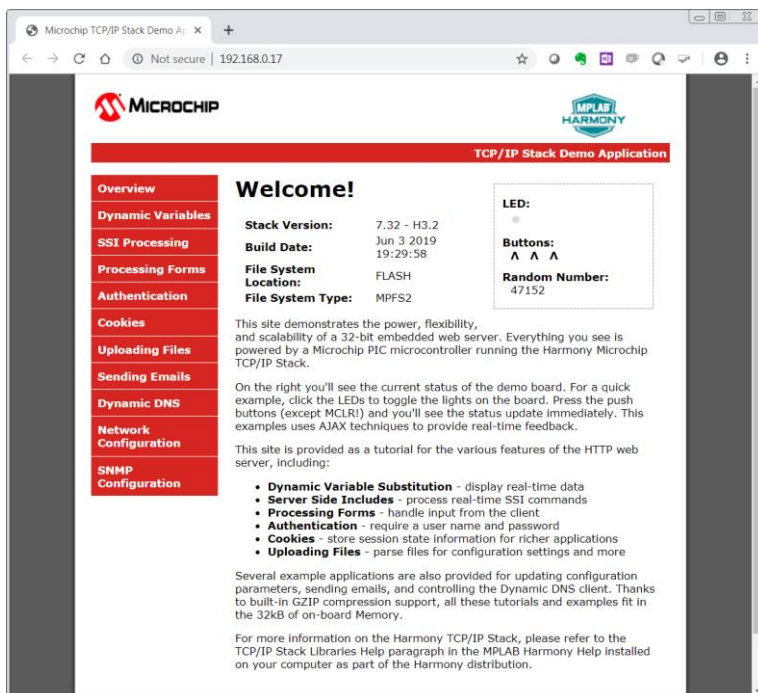 Microchip TCP/IP Stack Demo Ap
Not secure | 192.168.0.17
MICROCHIP
MPLAB
HARMONY
TCP/IP Stack Demo Application
Overview
Dynamic Variables
SSI Processing
Processing Forms
Authentication
Cookies
Uploading Files
Sending Emails
Dynamic DNS
Network
Configuration
SNMP
Configuration
Welcome!
Stack Version: 7.32 - H3.2
Build Date: Jun 3 2019
19:29:58
File System
Location: FLASH
File System Type: MPFS2
LED:
Buttons:
Λ Λ Λ
Random Number:
47152
This site demonstrates the power, flexibility,
and scalability of a 32-bit embedded web server. Everything you see is
powered by a Microchip PIC microcontroller running the Harmony Microchip
TCP/IP Stack.
On the right you'll see the current status of the demo board. For a quick
example, click the LEDs to toggle the lights on the board. Press the push
buttons (except MCLR!) and you'll see the status update immediately. This
examples uses AJAX techniques to provide real-time feedback.
This site is provided as a tutorial for the various features of the HTTP web
server, including:
• Dynamic Variable Substitution - display real-time data
• Server Side Includes - process real-time SSI commands
• Processing Forms - handle input from the client
• Authentication - require a user name and password
• Cookies - store session state information for richer applications
• Uploading Files - parse files for configuration settings and more
Several example applications are also provided for updating configuration
parameters, sending emails, and controlling the Dynamic DNS client. Thanks
to built-in GZIP compression support, all these tutorials and examples fit in
the 32kB of on-board Memory.
For more information on the Harmony TCP/IP Stack, please refer to the
TCP/IP Stack Libraries Help paragraph in the MPLAB Harmony Help installed
on your computer as part of the Harmony distribution.